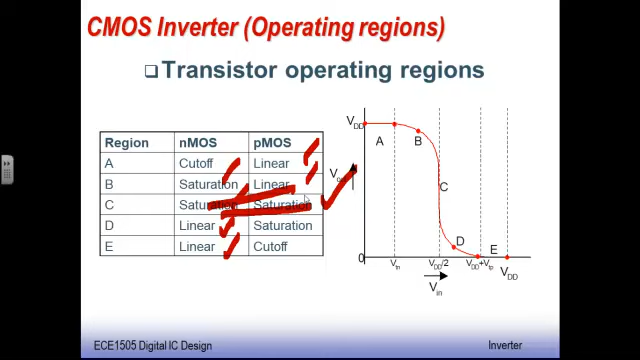 CMOS Inverter (Operating regions)
Transistor operating regions
Region nMOS pMOS
A Cutoff Linear
B Saturation Linear
C Saturation Saturation
D Linear Saturation
E Linear Cutoff
VDD
A B
C
D
E
0
Vtn VDD/2 VDD+Vtp
VDD
Vin
ECE1505 Digital IC Design Inverter